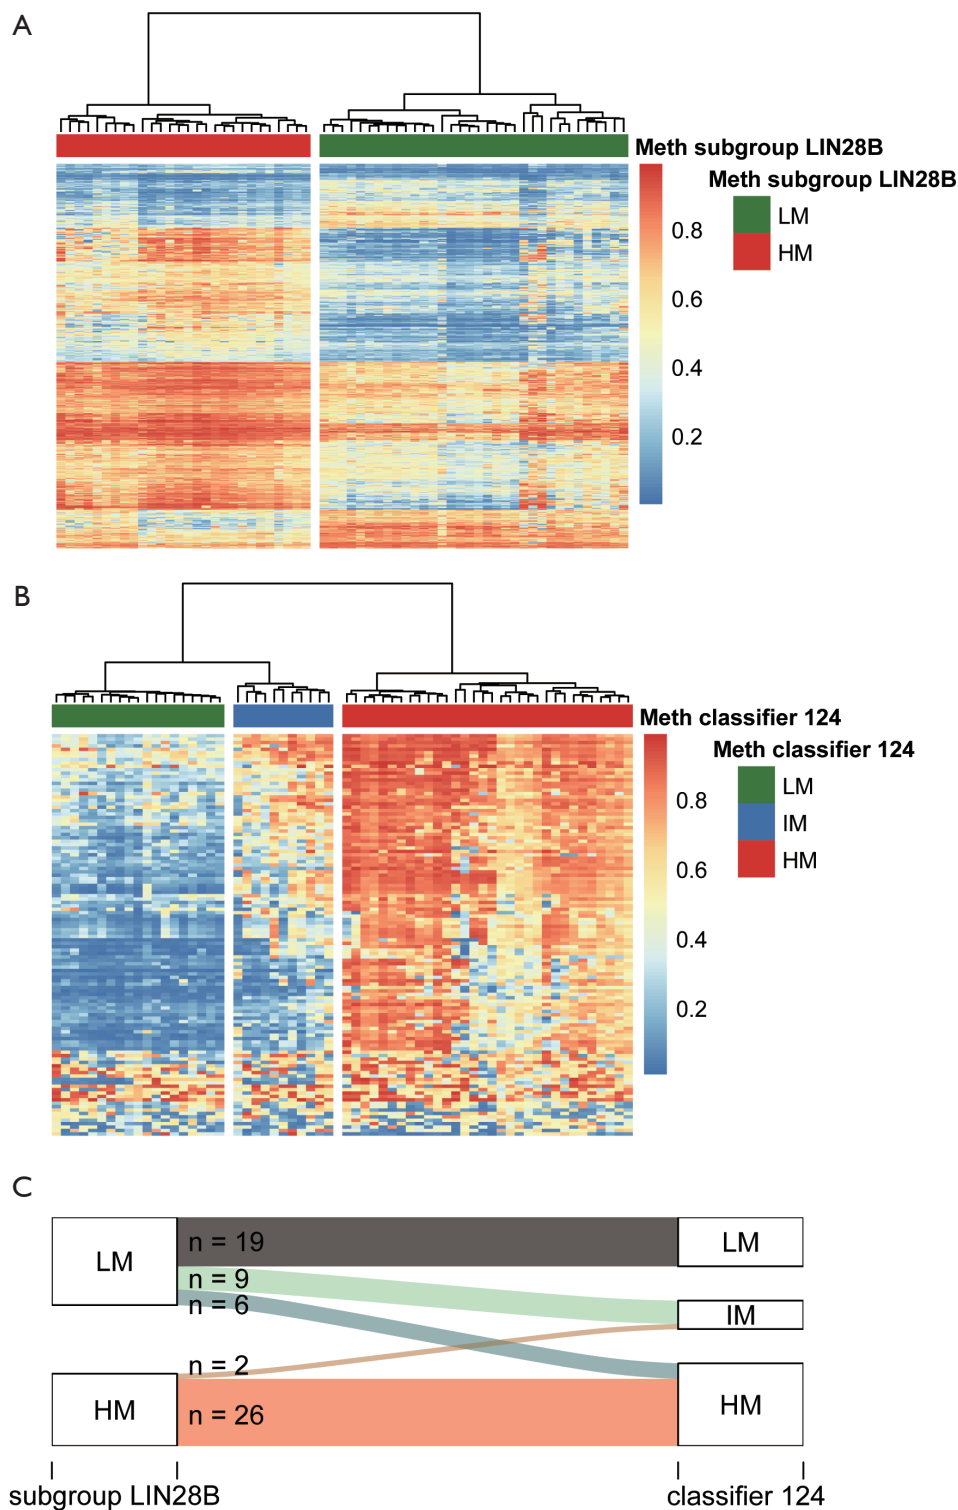 A
Meth subgroup LIN28B
Meth subgroup LIN28B
LM
HM
0.8
0.6
0.4
0.2
B
Meth classifier 124
Meth classifier 124
LM
IM
HM
0.8
0.6
0.4
0.2
C
LM
n = 19
LM
n = 9
n = 6
IM
n = 2
HM
n = 26
HM
subgroup LIN28B
classifier 124